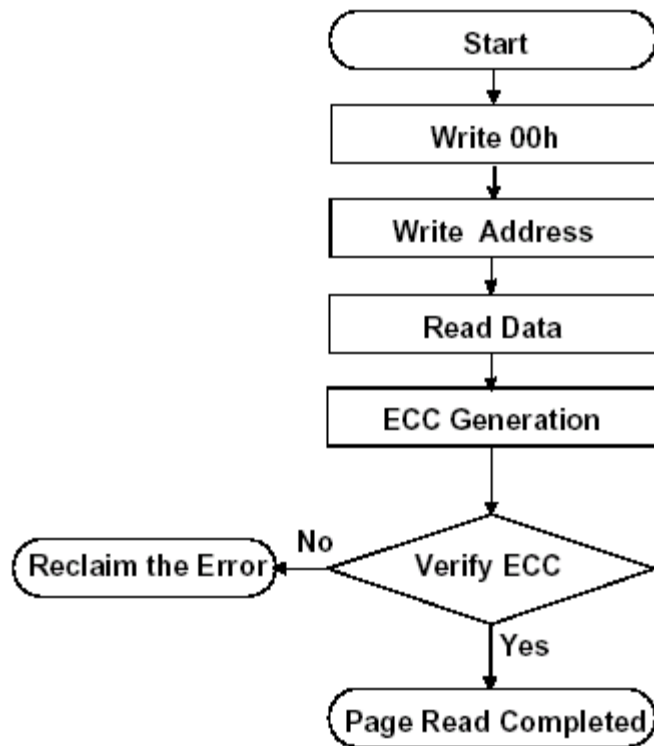 Start
Write 00h
Write Address
Read Data
ECC Generation
No
Reclaim the Error
Verify ECC
Yes
Page Read Completed